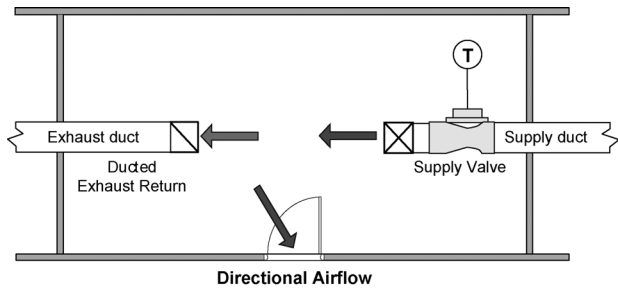 T
Exhaust duct
Supply duct
Ducted
Exhaust Return
Supply Valve
Directional Airflow